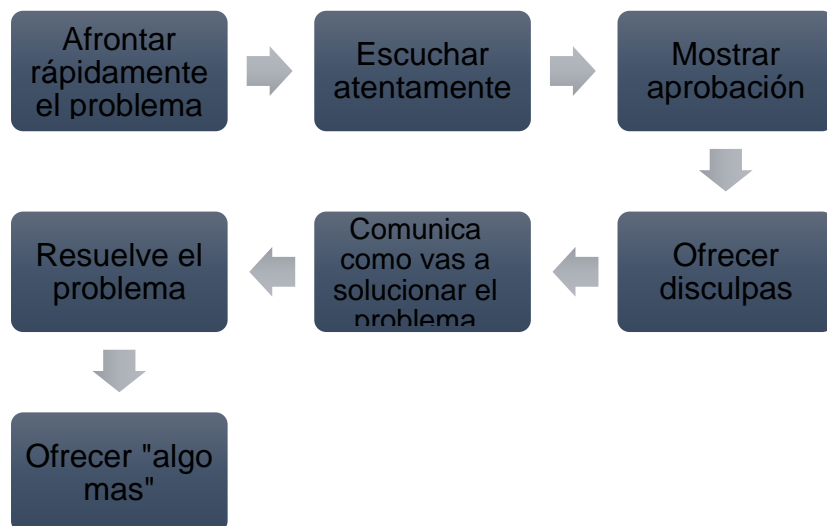 Afrontar
rápidamente
el problema
Escuchar
atentamente
Mostrar
aprobación
Ofrecer
disculpas
Comunica
como vas a
solucionar el
problema
Resuelve el
problema
Ofrecer "algo
mas"